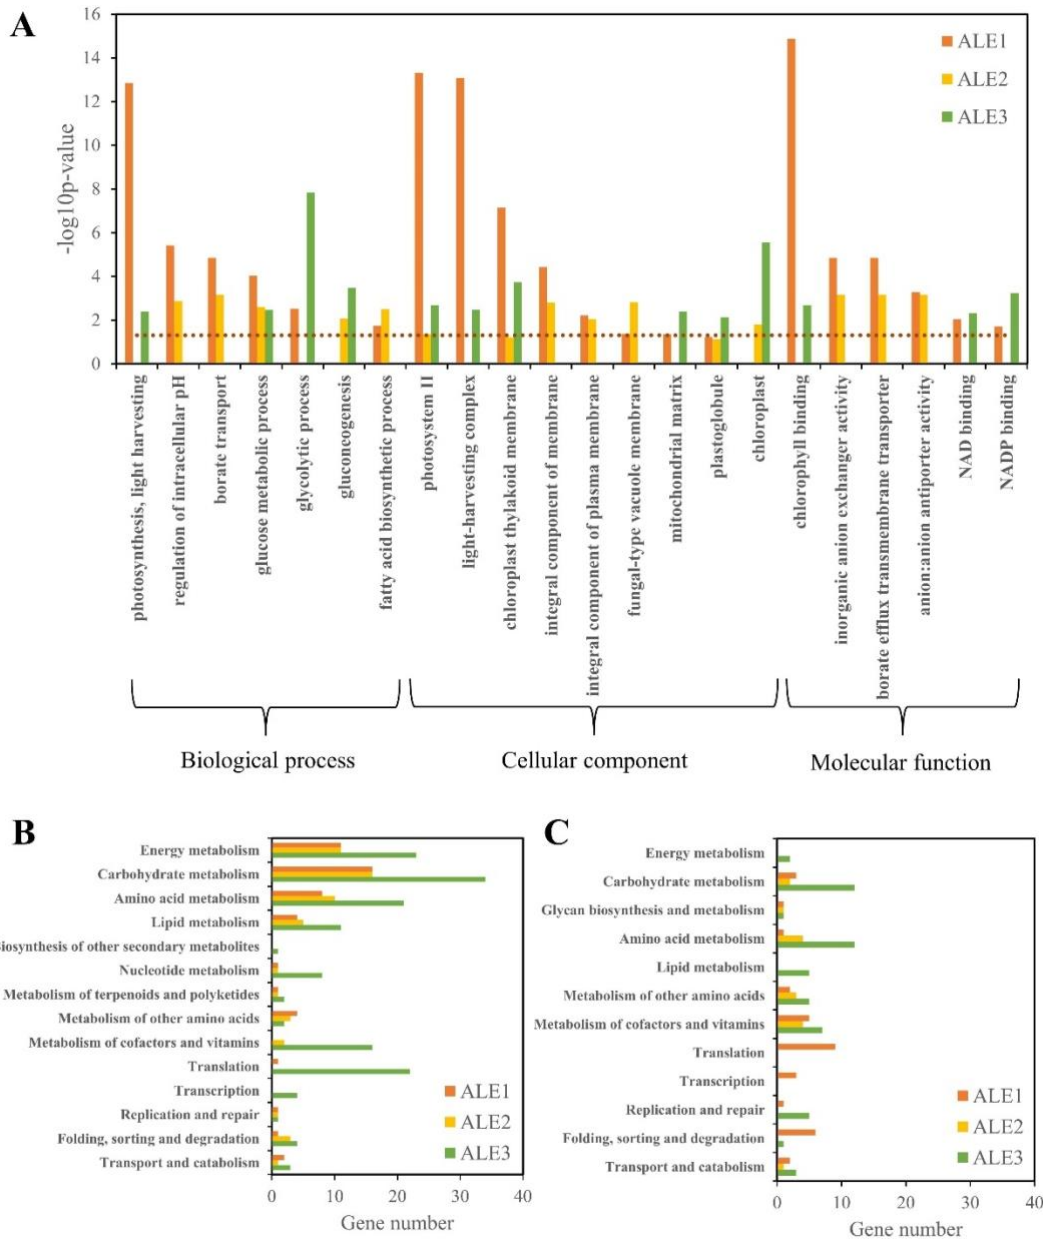 A
16
14
12
10
8
6
4
2
0
-log10p-value
ALE1
ALE2
ALE3
photosynthesis, light harvesting
regulation of intracellular pH
borate transport
glucose metabolic process
glycolytic process
gluconeogenesis
fatty acid biosynthetic process
photosystem II
light-harvesting complex
chloroplast thylakoid membrane
integral component of membrane
integral component of plasma membrane
fungal-type vacuole membrane
mitochondrial matrix
plastoglobule
chloroplast
chlorophyll binding
inorganic anion exchanger activity
borate efflux transmembrane transporter
anion:anion antiporter activity
NAD binding
NADP binding
Biological process
Cellular component
Molecular function
B
Energy metabolism
Carbohydrate metabolism
Amino acid metabolism
Lipid metabolism
Biosynthesis of other secondary metabolites
Nucleotide metabolism
Metabolism of terpenoids and polyketides
Metabolism of other amino acids
Metabolism of cofactors and vitamins
Translation
Transcription
Replication and repair
Folding, sorting and degradation
Transport and catabolism
ALE1
ALE2
ALE3
0 10 20 30 40
Gene number
C
Energy metabolism
Carbohydrate metabolism
Glycan biosynthesis and metabolism
Amino acid metabolism
Lipid metabolism
Metabolism of other amino acids
Metabolism of cofactors and vitamins
Translation
Transcription
Replication and repair
Folding, sorting and degradation
Transport and catabolism
ALE1
ALE2
ALE3
0 10 20 30 40
Gene number